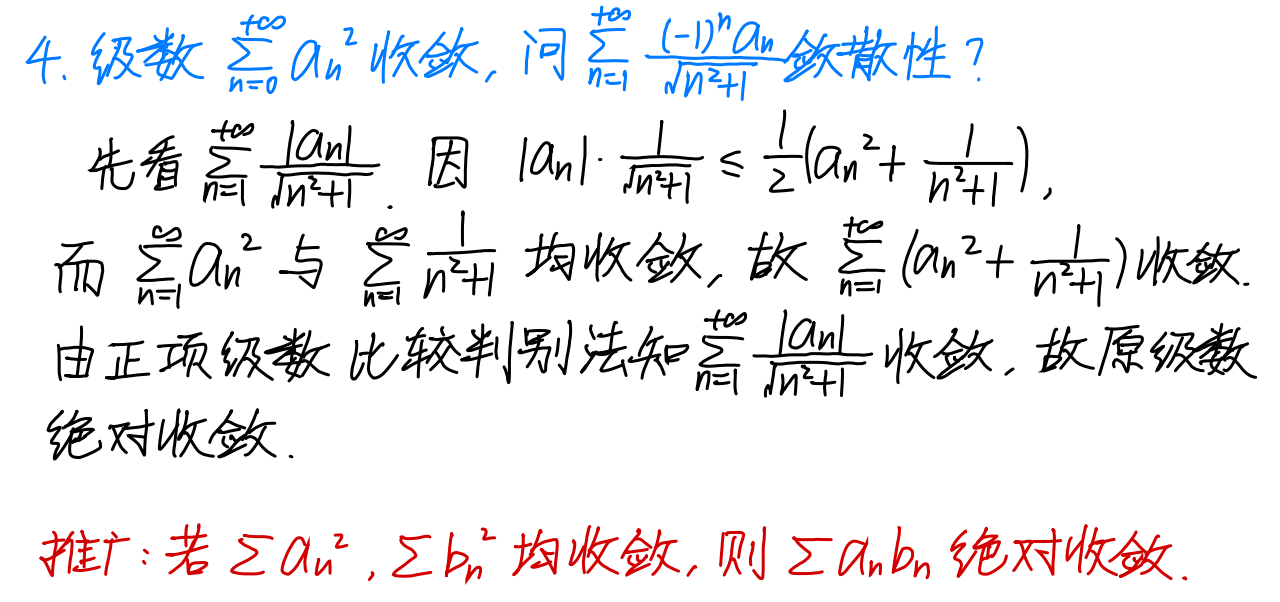 4. 级数 $\sum_{n=0}^{+\infty} a_n^2$ 收敛, 问 $\sum_{n=1}^{+\infty} \frac{(-1)^n a_n}{\sqrt{n^2+1}}$ 敛散性?
先看 $\sum_{n=1}^{+\infty} \frac{|a_n|}{\sqrt{n^2+1}}$. 因 $|a_n| \cdot \frac{1}{\sqrt{n^2+1}} \leq \frac{1}{2}(a_n^2 + \frac{1}{n^2+1})$,
而 $\sum_{n=1}^{\infty} a_n^2$ 与 $\sum_{n=1}^{\infty} \frac{1}{n^2+1}$ 均收敛, 故 $\sum_{n=1}^{+\infty} (a_n^2 + \frac{1}{n^2+1})$ 收敛.
由正项级数比较判别法知 $\sum_{n=1}^{+\infty} \frac{|a_n|}{\sqrt{n^2+1}}$ 收敛, 故原级数
绝对收敛.
推广: 若 $\sum a_n^2$, $\sum b_n^2$ 均收敛, 则 $\sum a_n b_n$ 绝对收敛.